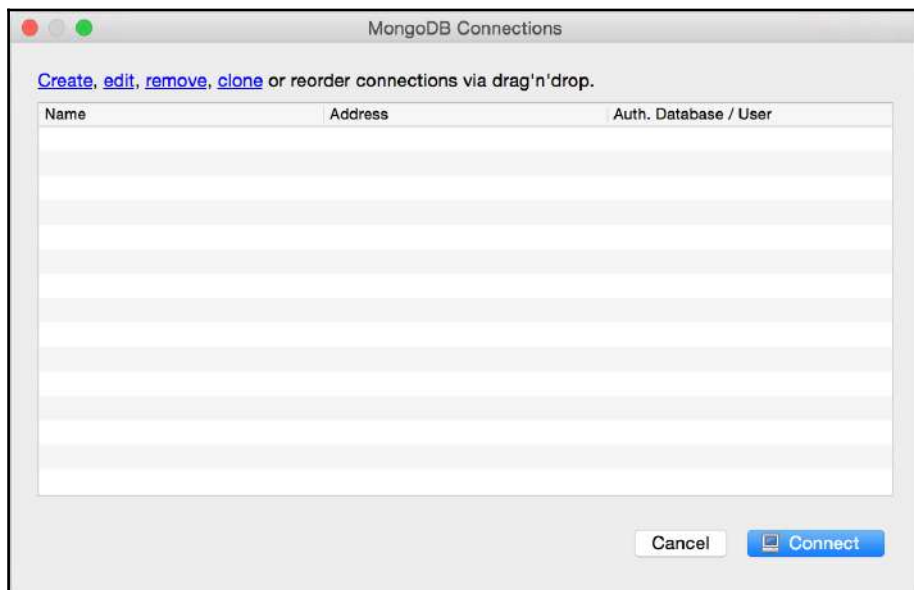 MongoDB Connections
Create, edit, remove, clone or reorder connections via drag'n'drop.
Name Address Auth. Database / User
Cancel Connect